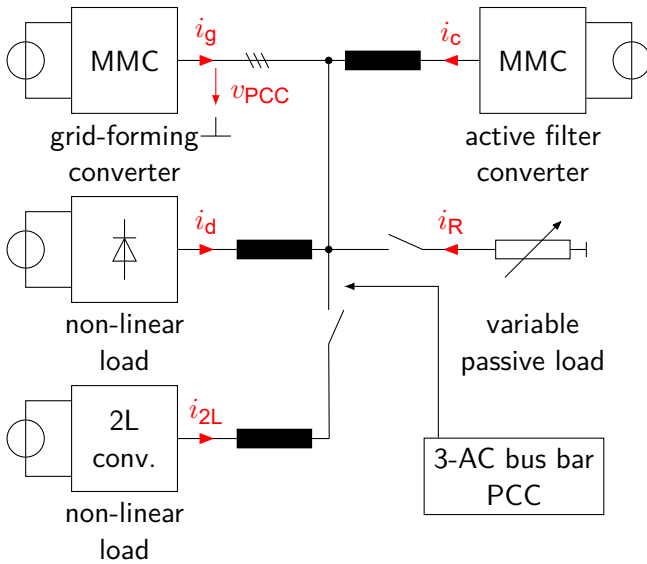 MMC
i_g
v_PCC
grid-forming
converter
i_c
MMC
active filter
converter
i_d
non-linear
load
i_R
variable
passive load
2L
conv.
i_2L
non-linear
load
3-AC bus bar
PCC